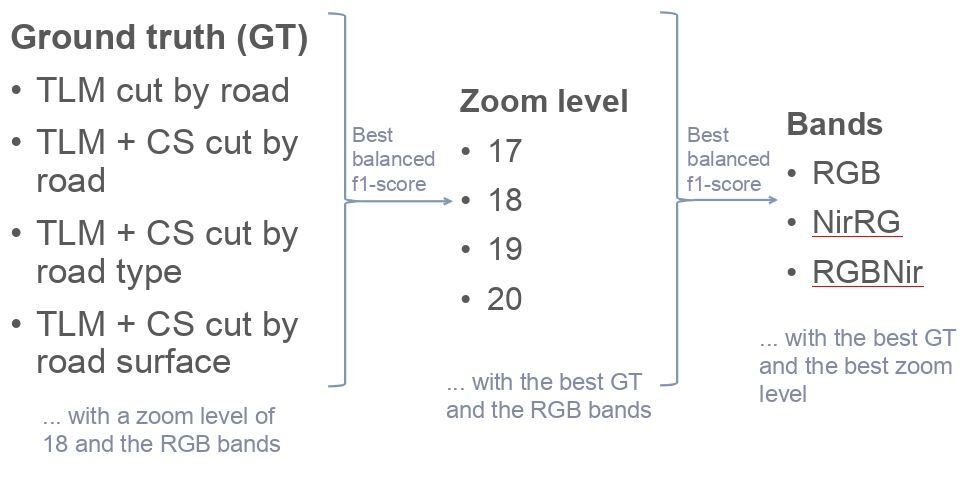 Ground truth (GT)
• TLM cut by road
• TLM + CS cut by
road
• TLM + CS cut by
road type
• TLM + CS cut by
road surface
... with a zoom level of
18 and the RGB bands
Best
balanced
f1-score
Zoom level
• 17
• 18
• 19
• 20
... with the best GT
and the RGB bands
Best
balanced
f1-score
Bands
• RGB
• NirRG
• RGBNir
... with the best GT
and the best zoom
level